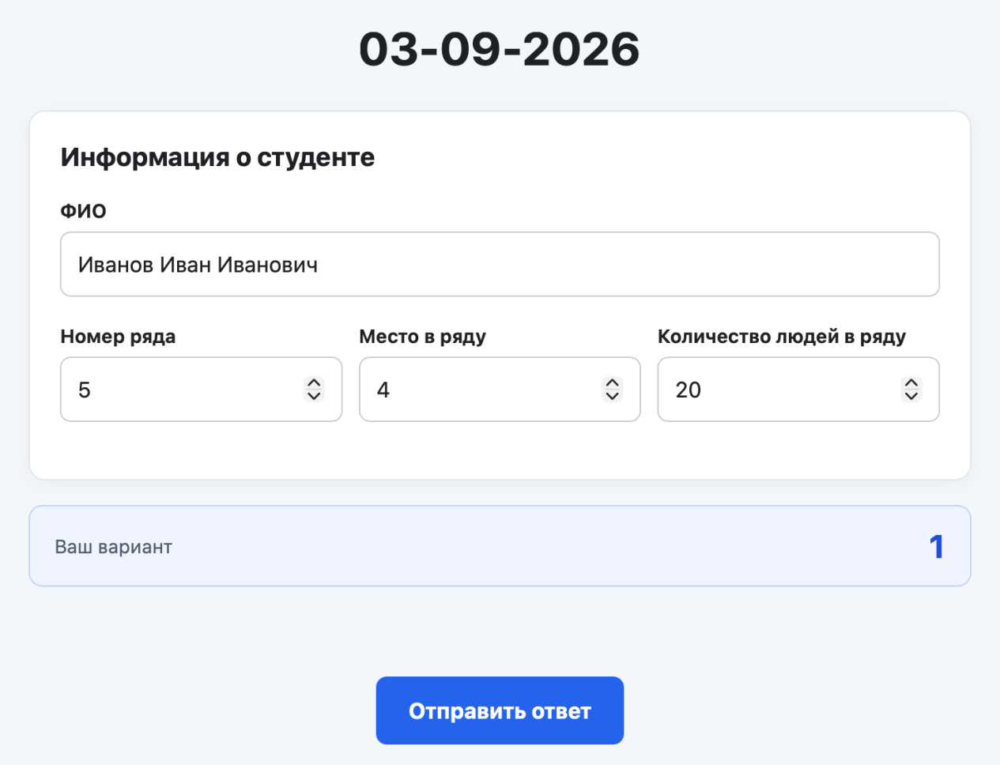 03-09-2026
Информация о студенте
ФИО
Иванов Иван Иванович
Номер ряда
Место в ряду
Количество людей в ряду
5
4
20
Ваш вариант
1
Отправить ответ